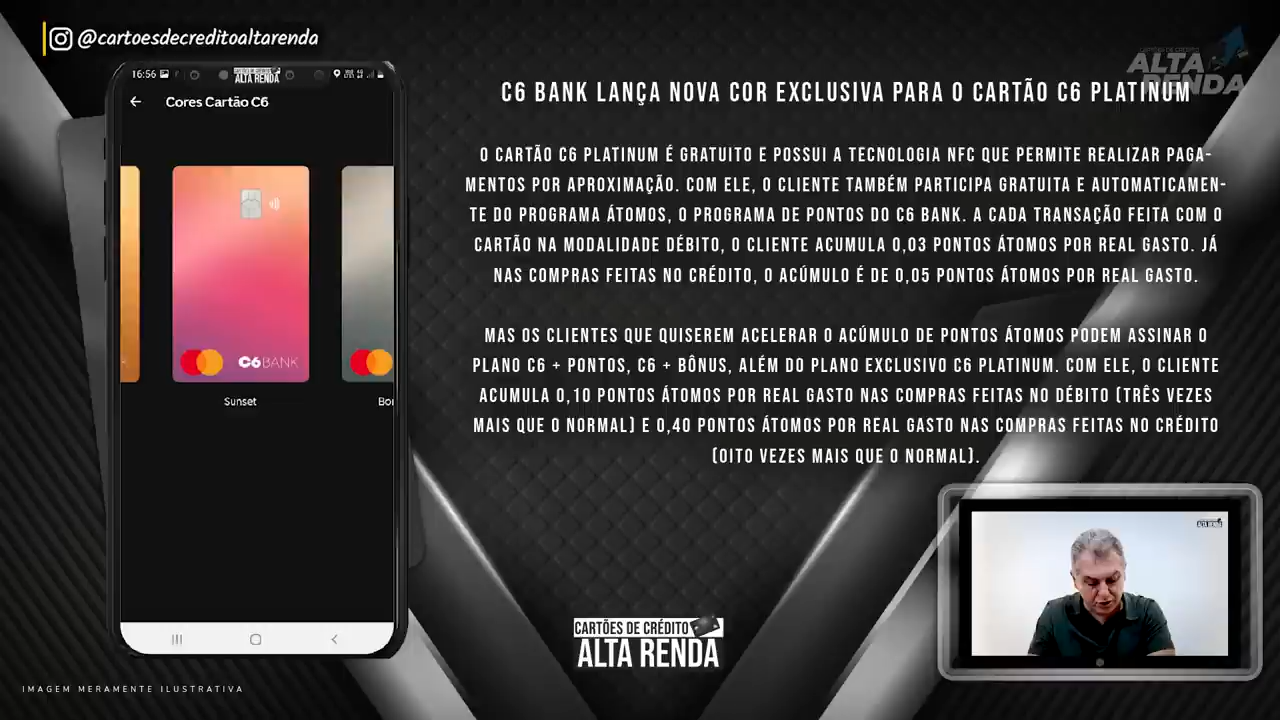 @cartoesdecreditoaltarenda
CARTÕES DE CRÉDITO
ALTA
RENDA
16:56
ALTA RENDA
Cores Cartão C6
C6 BANK
Sunset
Bor
C6 BANK LANÇA NOVA COR EXCLUSIVA PARA O CARTÃO C6 PLATINUM
O CARTÃO C6 PLATINUM É GRATUITO E POSSUI A TECNOLOGIA NFC QUE PERMITE REALIZAR PAGA-
MENTOS POR APROXIMAÇÃO. COM ELE, O CLIENTE TAMBÉM PARTICIPA GRATUITA E AUTOMATICAMEN-
TE DO PROGRAMA ÁTOMOS, O PROGRAMA DE PONTOS DO C6 BANK. A CADA TRANSAÇÃO FEITA COM O
CARTÃO NA MODALIDADE DÉBITO, O CLIENTE ACUMULA 0,03 PONTOS ÁTOMOS POR REAL GASTO. JÁ
NAS COMPRAS FEITAS NO CRÉDITO, O ACÚMULO É DE 0,05 PONTOS ÁTOMOS POR REAL GASTO.
MAS OS CLIENTES QUE QUISEREM ACELERAR O ACÚMULO DE PONTOS ÁTOMOS PODEM ASSINAR O
PLANO C6 + PONTOS, C6 + BÔNUS, ALÉM DO PLANO EXCLUSIVO C6 PLATINUM. COM ELE, O CLIENTE
ACUMULA 0,10 PONTOS ÁTOMOS POR REAL GASTO NAS COMPRAS FEITAS NO DÉBITO (TRÊS VEZES
MAIS QUE O NORMAL) E 0,40 PONTOS ÁTOMOS POR REAL GASTO NAS COMPRAS FEITAS NO CRÉDITO
(OITO VEZES MAIS QUE O NORMAL).
ALTA RENDA
CARTÕES DE CRÉDITO
ALTA RENDA
IMAGEM MERAMENTE ILUSTRATIVA